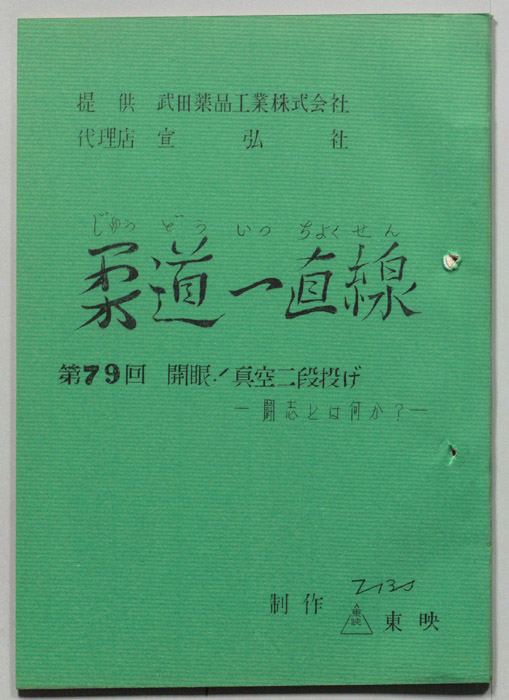 提供 武田薬品工業株式会社
代理店 宣弘社
じゅう どう いっ ちょくせん
柔道一直線
第79回 開眼!真空二段投げ
―闘志とは何か?―
制作 TBS
東映 東映